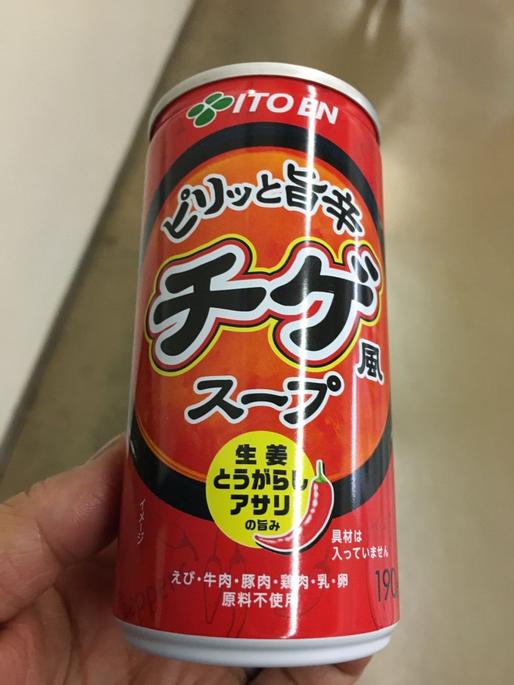 ITO EN
ピリッと旨辛
チゲ風
スープ
生姜
とうがらし
アサリ
の旨み
イメージ
具材は
入っていません
えび・牛肉・豚肉・鶏肉・乳・卵
原料不使用
190